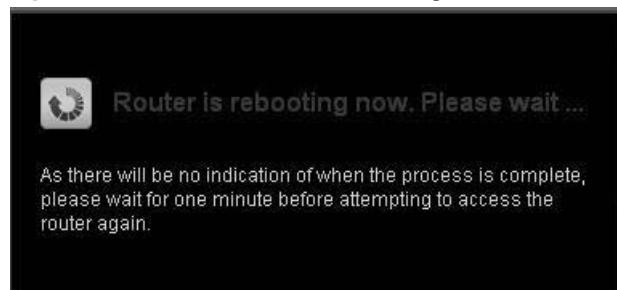 Router is rebooting now. Please wait ...
As there will be no indication of when the process is complete,
please wait for one minute before attempting to access the
router again.